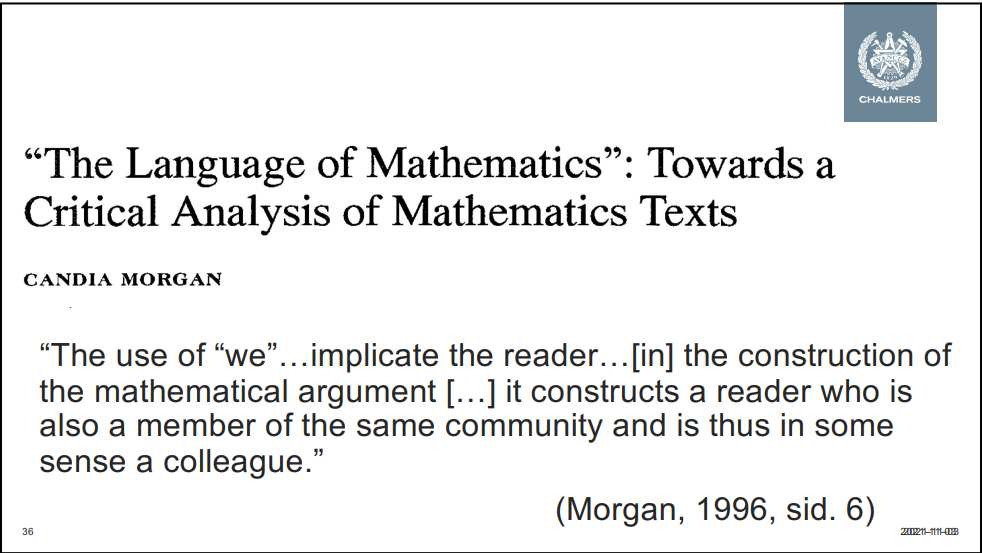 CHALMERS
“The Language of Mathematics”: Towards a
Critical Analysis of Mathematics Texts
CANDIA MORGAN
“The use of “we”…implicate the reader…[in] the construction of
the mathematical argument […] it constructs a reader who is
also a member of the same community and is thus in some
sense a colleague.”
(Morgan, 1996, sid. 6)
36